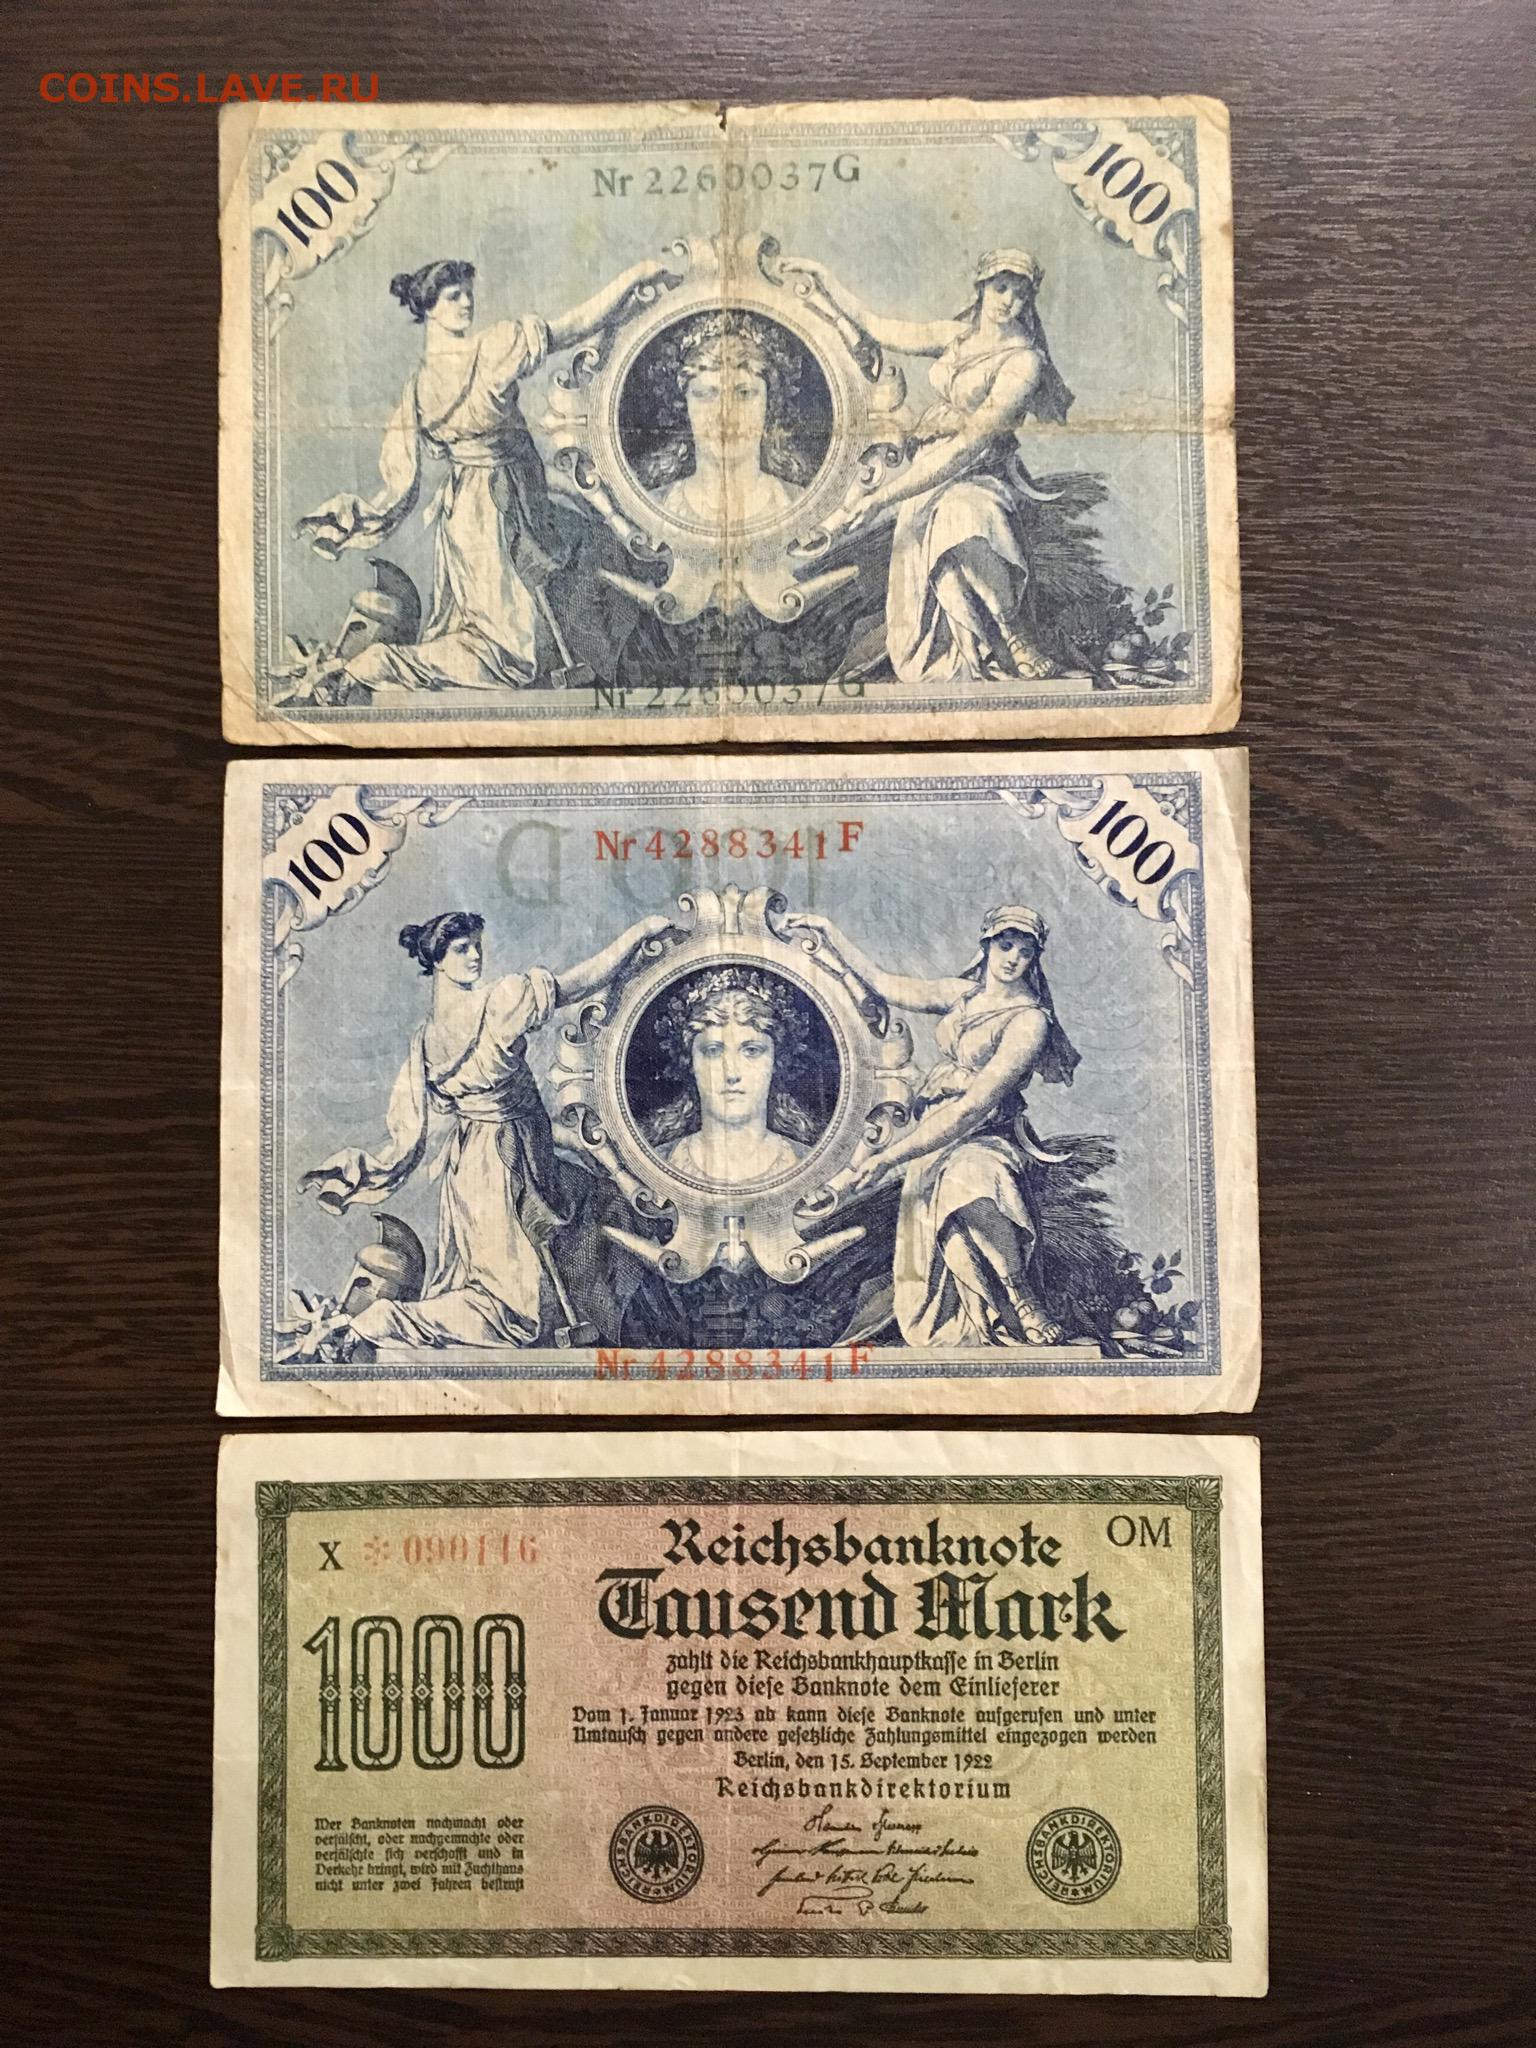 COINS.LAVE.RU
100
Nr 2260037G
100
Nr 2260037G
100
Nr 4288341F
100
Nr 4288341F
X *090116
Reichsbanknote
OM
Tausend Mark
1000
zahlt die Reichsbankhauptkasse in Berlin
gegen diese Banknote dem Einlieferer
Vom 1. Januar 1923 ab kann diese Banknote aufgerufen und unter
Umtausch gegen andere gesetzliche Zahlungsmittel eingezogen werden
Berlin, den 15. September 1922
Reichsbankdirektorium
Wer Banknoten nachmacht oder
verfälscht, oder nachgemachte oder
verfälschte sich verschafft und in
Verkehr bringt, wird mit Zuchthaus
nicht unter zwei Jahren bestraft
REICHSBANKDIREKTORIUM
REICHSBANKDIREKTORIUM